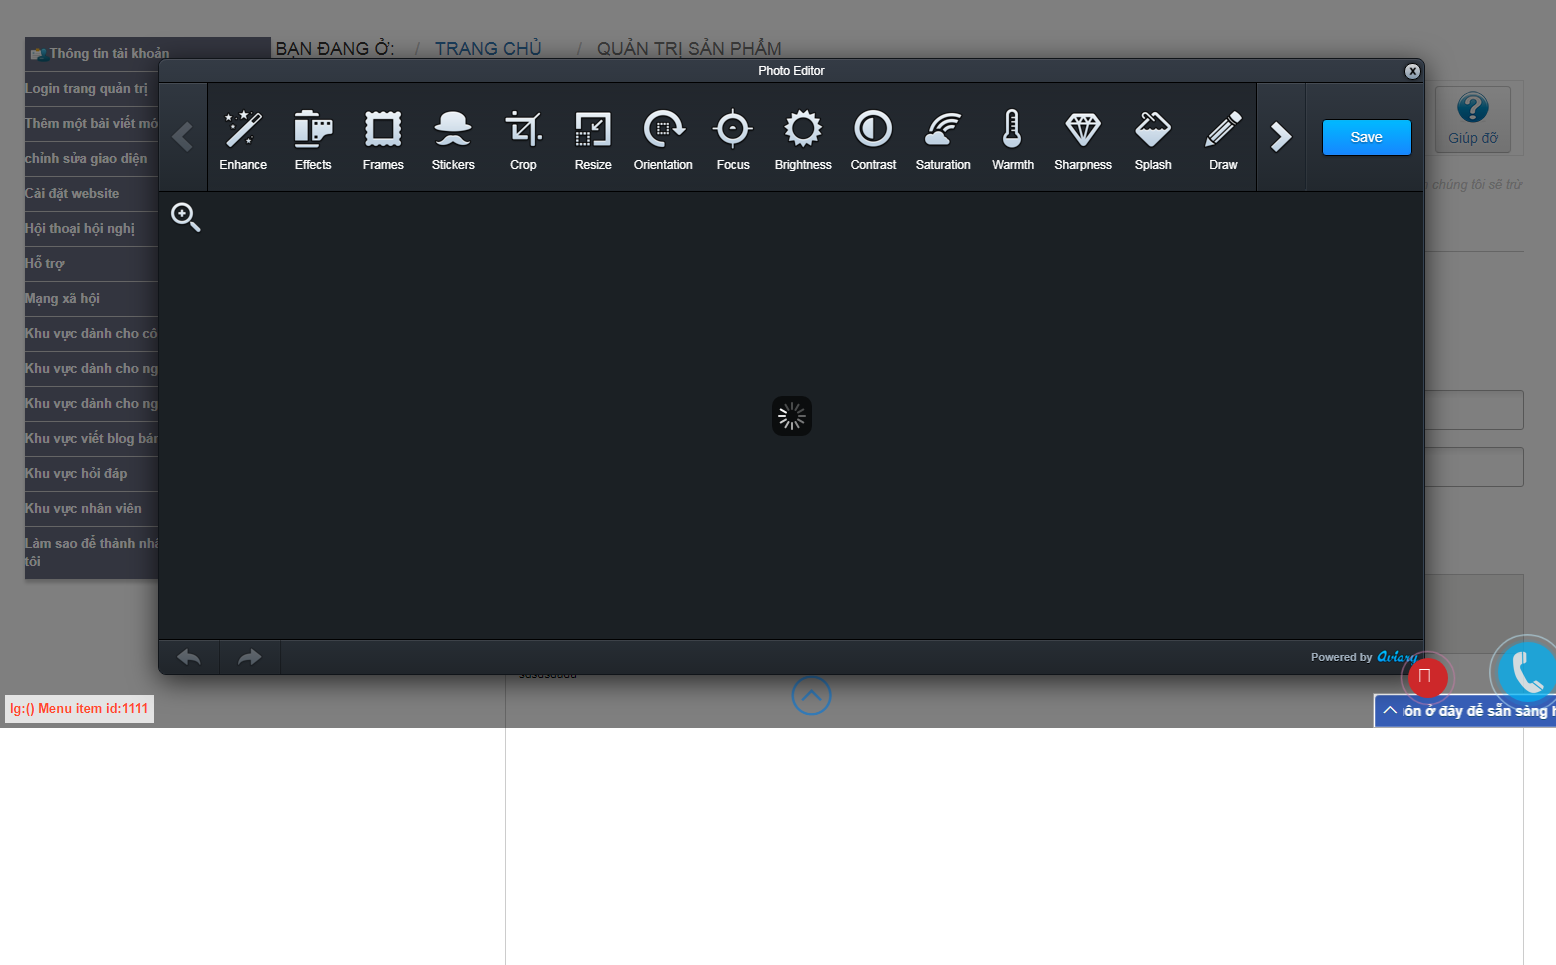 BẠN ĐANG Ở: / TRANG CHỦ / QUẢN TRỊ SẢN PHẨM
Thông tin tài khoản
Login trang quản trị
Thêm một bài viết mớ
chỉnh sửa giao diện
Cài đặt website
Hội thoại hội nghị
Hỗ trợ
Mạng xã hội
Khu vực dành cho cô
Khu vực dành cho ng
Khu vực dành cho ng
Khu vực viết blog bán
Khu vực hỏi đáp
Khu vực nhân viên
Làm sao để thành nhâ
tôi
Photo Editor
Enhance Effects Frames Stickers Crop Resize Orientation Focus Brightness Contrast Saturation Warmth Sharpness Splash Draw
Save
Giúp đỡ
chúng tôi sẽ trừ
Powered by Aviary
lg:() Menu item id:1111
ôn ở đây để sẵn sàng h